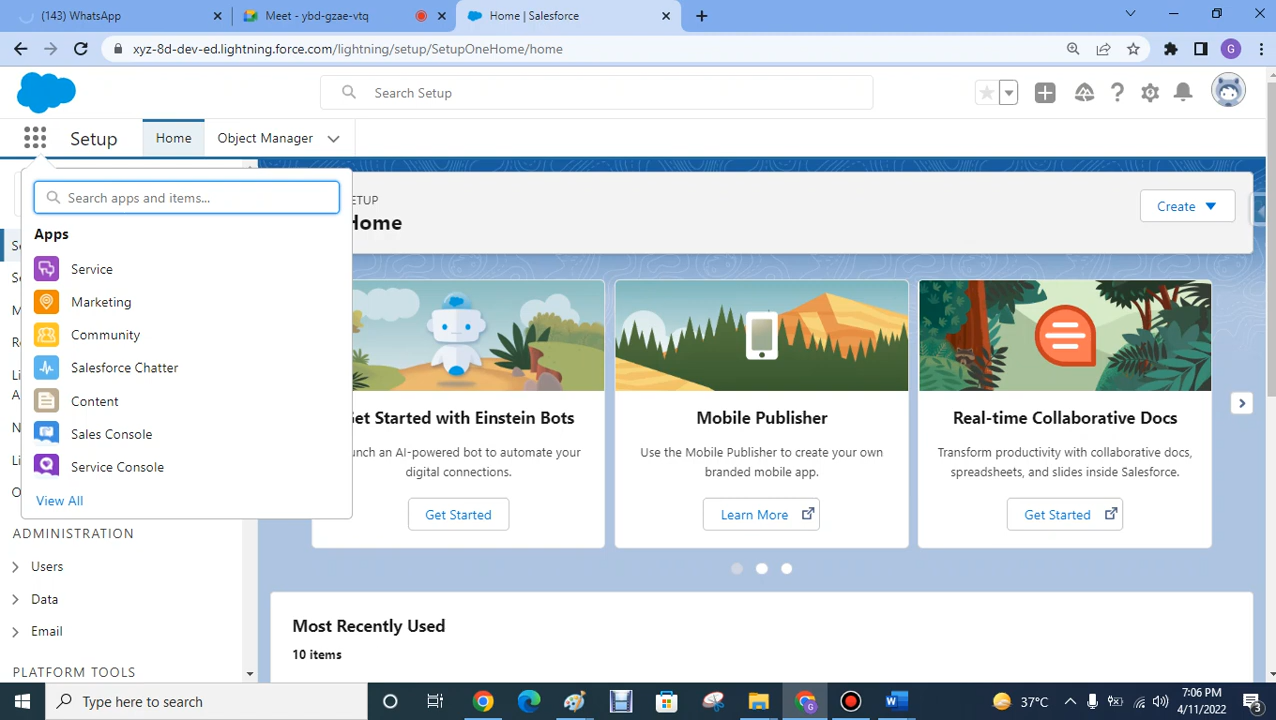 (143) WhatsApp
Meet - ybd-gzae-vtq
Home | Salesforce
xyz-8d-dev-ed.lightning.force.com/lightning/setup/SetupOneHome/home
G
Search Setup
Setup
Home
Object Manager
Search apps and items...
Apps
Service
Marketing
Community
Salesforce Chatter
Content
Sales Console
Service Console
View All
ADMINISTRATION
Users
Data
Email
PLATFORM TOOLS
SETUP
Home
Create
Get Started with Einstein Bots
Launch an AI-powered bot to automate your
digital connections.
Get Started
Mobile Publisher
Use the Mobile Publisher to create your own
branded mobile app.
Learn More
Real-time Collaborative Docs
Transform productivity with collaborative docs,
spreadsheets, and slides inside Salesforce.
Get Started
Most Recently Used
10 items
Type here to search
37°C
7:06 PM
4/11/2022
3